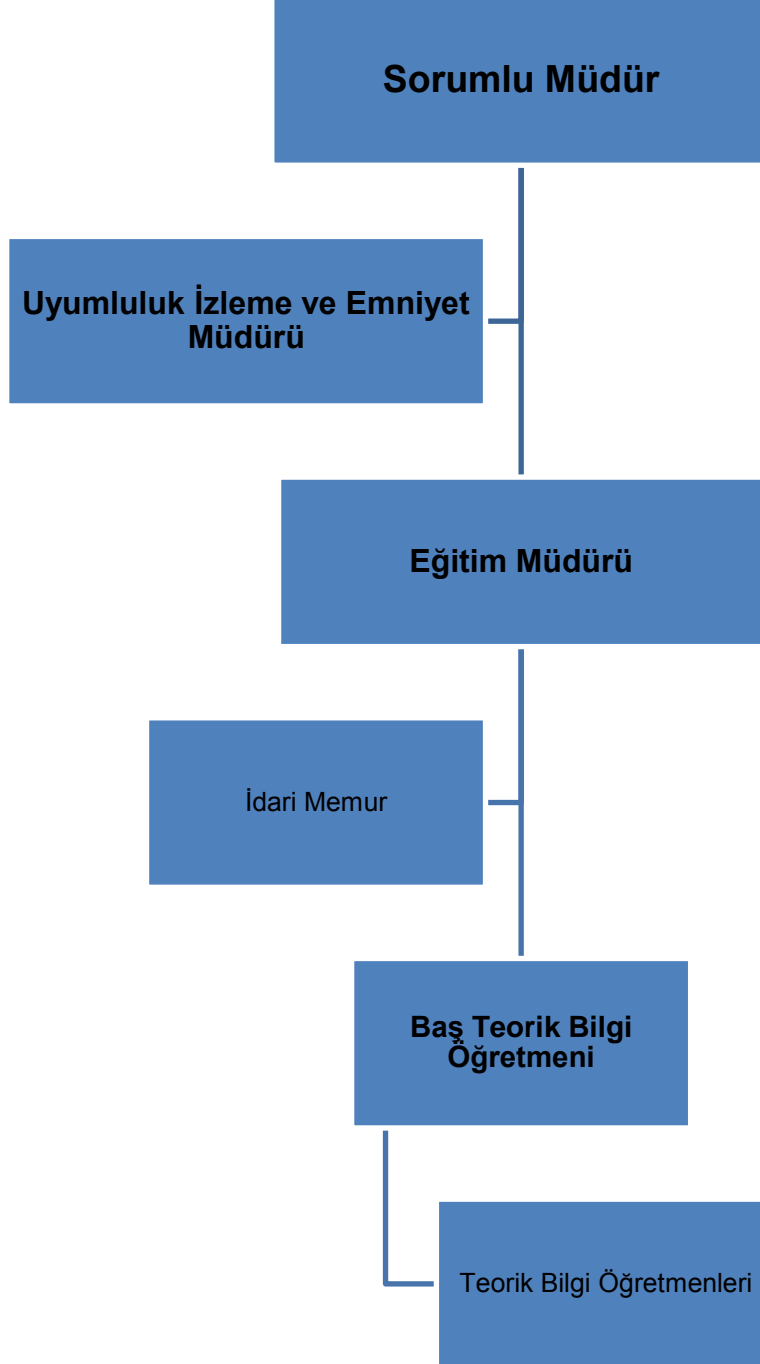 Sorumlu Müdür
Uyumluluk İzleme ve Emniyet
Müdürü
Eğitim Müdürü
İdari Memur
Baş Teorik Bilgi
Öğretmeni
Teorik Bilgi Öğretmenleri